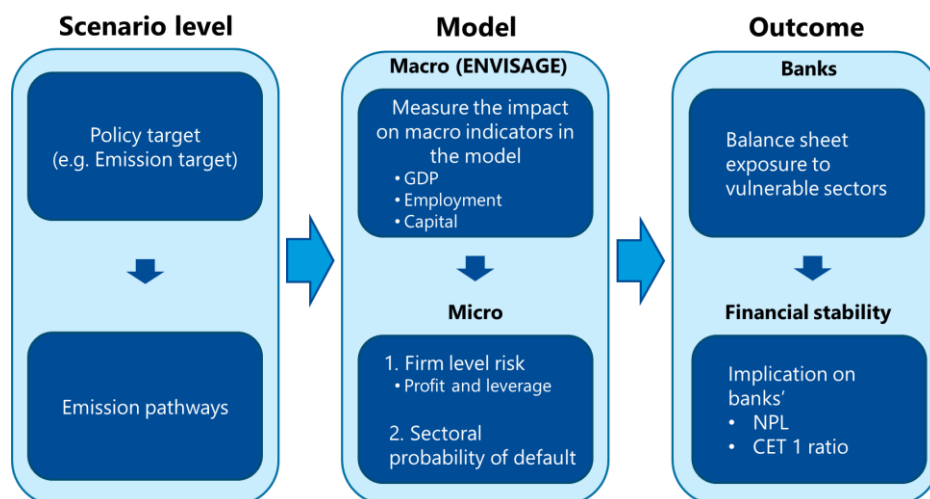 Scenario level
Policy target
(e.g. Emission target)
Emission pathways
Model
Macro (ENVISAGE)
Measure the impact
on macro indicators in
the model
• GDP
• Employment
• Capital
Micro
1. Firm level risk
• Profit and leverage
2. Sectoral
probability of default
Outcome
Banks
Balance sheet
exposure to
vulnerable sectors
Financial stability
Implication on
banks’
• NPL
• CET 1 ratio